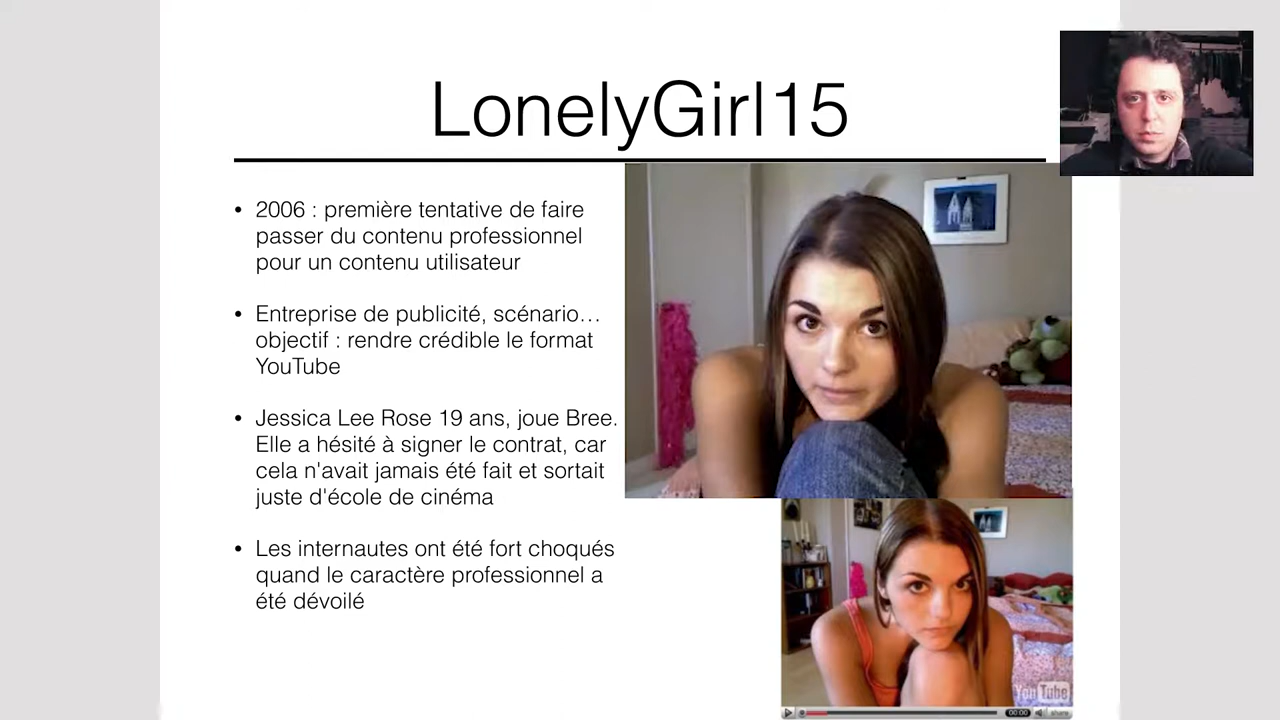 LonelyGirl15
• 2006 : première tentative de faire
passer du contenu professionnel
pour un contenu utilisateur
• Entreprise de publicité, scénario…
objectif : rendre crédible le format
YouTube
• Jessica Lee Rose 19 ans, joue Bree.
Elle a hésité à signer le contrat, car
cela n'avait jamais été fait et sortait
juste d'école de cinéma
• Les internautes ont été fort choqués
quand le caractère professionnel a
été dévoilé
YouTube
00:00
share